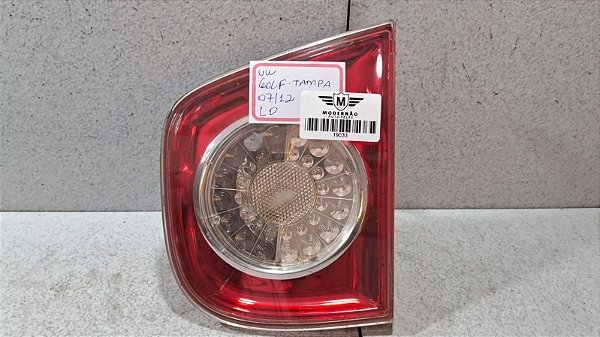 VW
GOLF-TAMPA
07/12
LD
M
MODERNÃO
19033